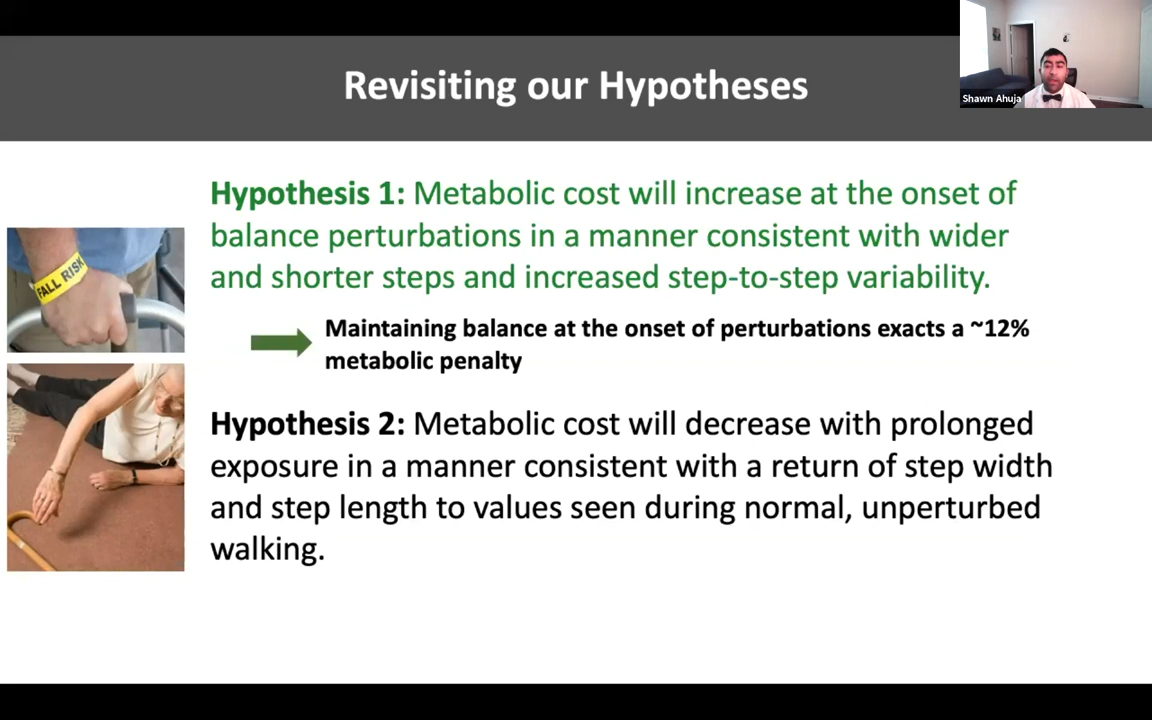 Revisiting our Hypotheses
Shawn Ahuja
Hypothesis 1: Metabolic cost will increase at the onset of
balance perturbations in a manner consistent with wider
and shorter steps and increased step-to-step variability.
FALL RISK
Maintaining balance at the onset of perturbations exacts a ~12%
metabolic penalty
Hypothesis 2: Metabolic cost will decrease with prolonged
exposure in a manner consistent with a return of step width
and step length to values seen during normal, unperturbed
walking.